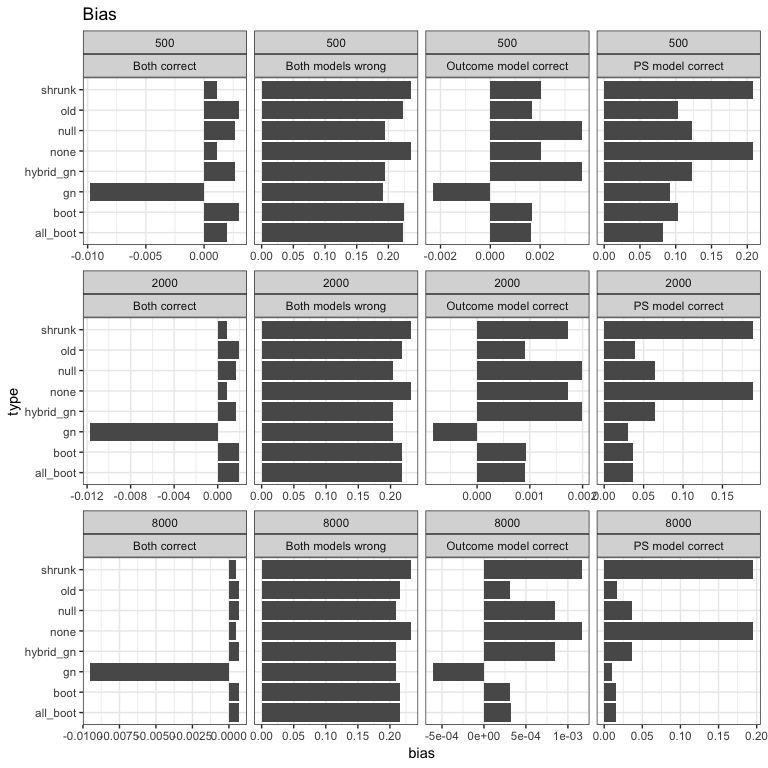 Bias
500 500 500 500
Both correct Both models wrong Outcome model correct PS model correct
shrunk
old
null
none
hybrid_gn
gn
boot
all_boot
-0.010 -0.005 0.000 0.00 0.05 0.10 0.15 0.20 -0.002 0.000 0.002 0.00 0.05 0.10 0.15 0.20
2000 2000 2000 2000
Both correct Both models wrong Outcome model correct PS model correct
shrunk
old
null
none
hybrid_gn
gn
boot
all_boot
-0.012 -0.008 -0.004 0.000 0.00 0.05 0.10 0.15 0.20 0.000 0.001 0.002 0.00 0.05 0.10 0.15
type
8000 8000 8000 8000
Both correct Both models wrong Outcome model correct PS model correct
shrunk
old
null
none
hybrid_gn
gn
boot
all_boot
-0.0100 -0.0075 -0.0050 -0.0025 0.0000 0.00 0.05 0.10 0.15 0.20 -5e-04 0e+00 5e-04 1e-03 0.00 0.05 0.10 0.15 0.20
bias